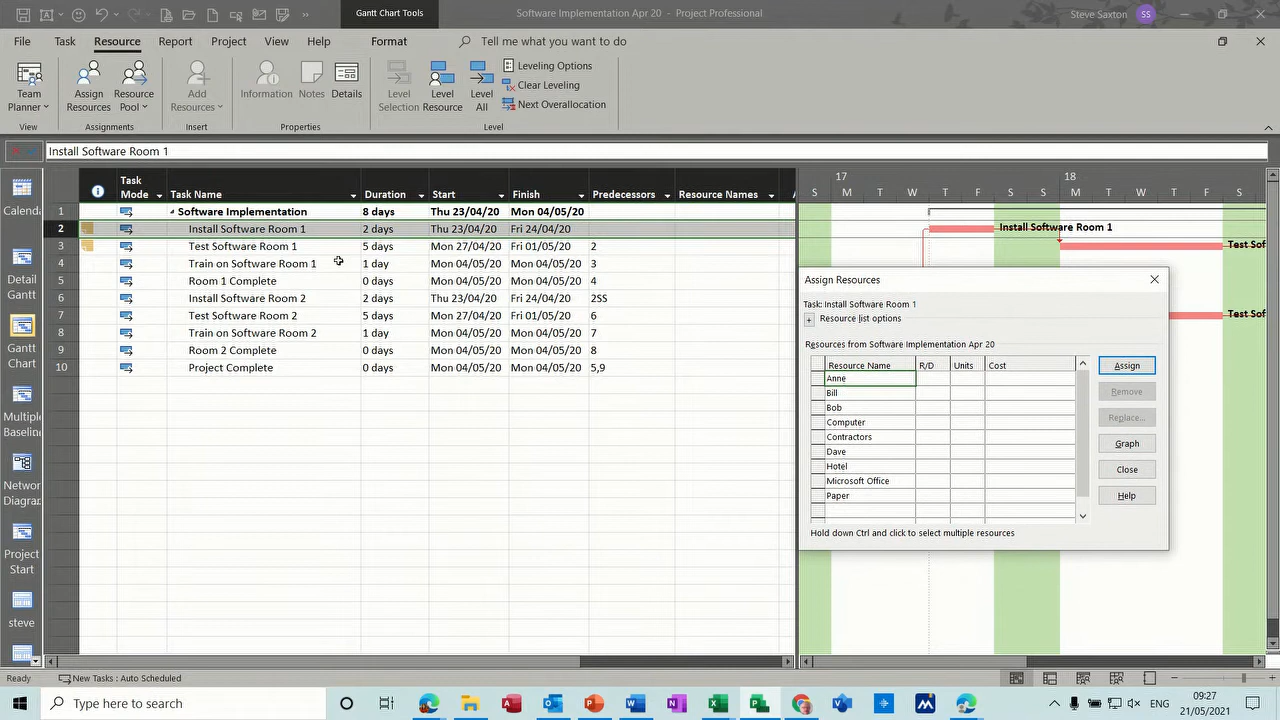 Gantt Chart Tools
Software Implementation Apr 20 - Project Professional
Steve Saxton SS
File Task Resource Report Project View Help Format Tell me what you want to do
Team Planner
Assign Resources
Resource Pool
Add Resources
Information
Notes
Details
Level Selection
Level Resource
Level All
Leveling Options
Clear Leveling
Next Overallocation
View Assignments Insert Properties Level
Install Software Room 1
Task Mode Task Name Duration Start Finish Predecessors Resource Names
1 Software Implementation 8 days Thu 23/04/20 Mon 04/05/20
2 Install Software Room 1 2 days Thu 23/04/20 Fri 24/04/20
3 Test Software Room 1 5 days Mon 27/04/20 Fri 01/05/20 2
4 Train on Software Room 1 1 day Mon 04/05/20 Mon 04/05/20 3
5 Room 1 Complete 0 days Mon 04/05/20 Mon 04/05/20 4
6 Install Software Room 2 2 days Thu 23/04/20 Fri 24/04/20 2SS
7 Test Software Room 2 5 days Mon 27/04/20 Fri 01/05/20 6
8 Train on Software Room 2 1 day Mon 04/05/20 Mon 04/05/20 7
9 Room 2 Complete 0 days Mon 04/05/20 Mon 04/05/20 8
10 Project Complete 0 days Mon 04/05/20 Mon 04/05/20 5,9
Calenda
Detail Gantt
Gantt Chart
Multiple Baselin
Network Diagran
Project Start
steve
17 18
S M T W T F S S M T W T F S
Install Software Room 1
Test Sof
Test Sof
Assign Resources
Task: Install Software Room 1
+ Resource list options
Resources from Software Implementation Apr 20
Resource Name R/D Units Cost
Anne
Bill
Bob
Computer
Contractors
Dave
Hotel
Microsoft Office
Paper
Assign
Remove
Replace...
Graph
Close
Help
Hold down Ctrl and click to select multiple resources
Ready New Tasks : Auto Scheduled
Type here to search
ENG
09:27
21/05/2021